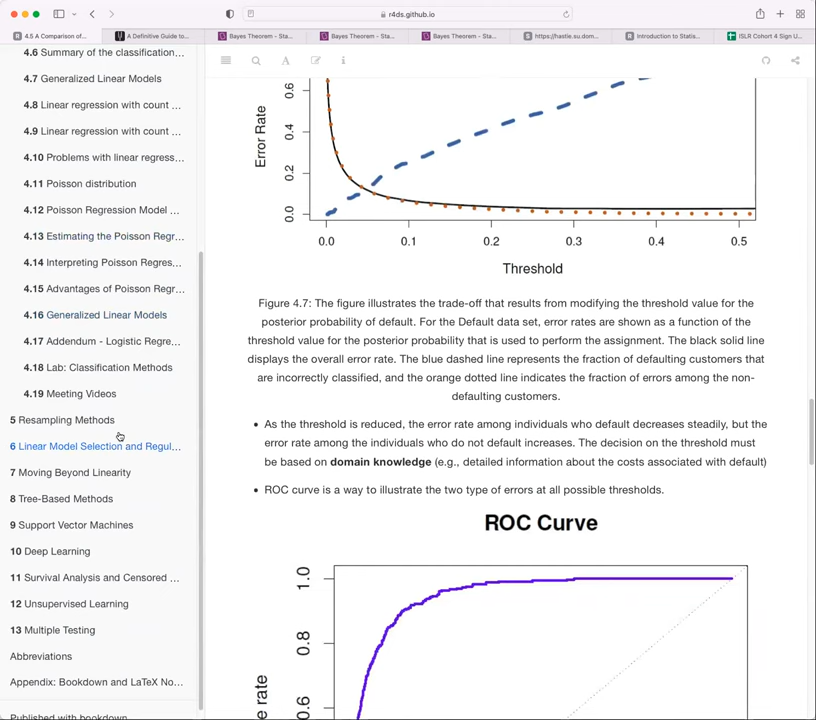 r4ds.github.io
4.5 A Comparison of...
A Definitive Guide to...
Bayes Theorem - Sta...
Bayes Theorem - Sta...
Bayes Theorem - Sta...
https://hastie.su.dom...
Introduction to Statis...
ISLR Cohort 4 Sign U...
4.6 Summary of the classification...
4.7 Generalized Linear Models
4.8 Linear regression with count ...
4.9 Linear regression with count ...
4.10 Problems with linear regress...
4.11 Poisson distribution
4.12 Poisson Regression Model ...
4.13 Estimating the Poisson Regr...
4.14 Interpreting Poisson Regres...
4.15 Advantages of Poisson Regr...
4.16 Generalized Linear Models
4.17 Addendum - Logistic Regre...
4.18 Lab: Classification Methods
4.19 Meeting Videos
5 Resampling Methods
6 Linear Model Selection and Regul...
7 Moving Beyond Linearity
8 Tree-Based Methods
9 Support Vector Machines
10 Deep Learning
11 Survival Analysis and Censored ...
12 Unsupervised Learning
13 Multiple Testing
Abbreviations
Appendix: Bookdown and LaTeX No...
Published with bookdown
Error Rate
0.6
0.4
0.2
0.0
0.0 0.1 0.2 0.3 0.4 0.5
Threshold
Figure 4.7: The figure illustrates the trade-off that results from modifying the threshold value for the
posterior probability of default. For the Default data set, error rates are shown as a function of the
threshold value for the posterior probability that is used to perform the assignment. The black solid line
displays the overall error rate. The blue dashed line represents the fraction of defaulting customers that
are incorrectly classified, and the orange dotted line indicates the fraction of errors among the non-
defaulting customers.
• As the threshold is reduced, the error rate among individuals who default decreases steadily, but the
error rate among the individuals who do not default increases. The decision on the threshold must
be based on domain knowledge (e.g., detailed information about the costs associated with default)
• ROC curve is a way to illustrate the two type of errors at all possible thresholds.
ROC Curve
1.0
0.8
0.6
e rate